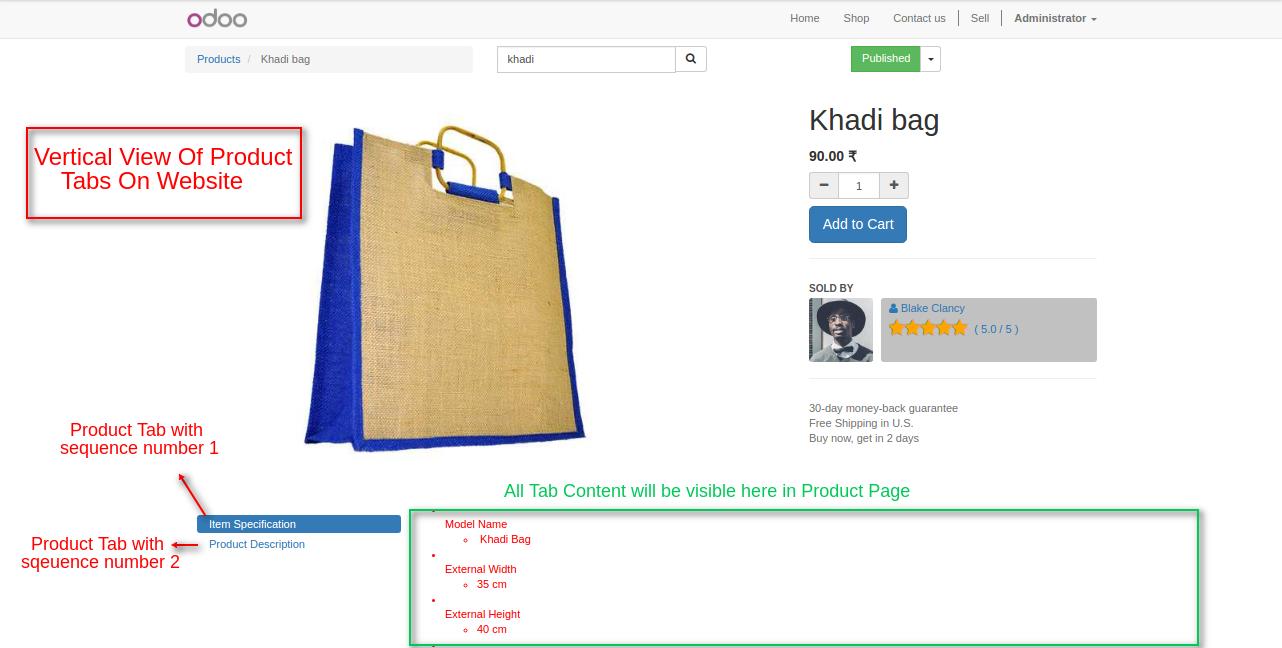 odoo
Home Shop Contact us Sell Administrator
Products / Khadi bag
khadi
Published
Khadi bag
90.00 ₹
1
Add to Cart
Vertical View Of Product
Tabs On Website
SOLD BY
Blake Clancy
( 5.0 / 5 )
30-day money-back guarantee
Free Shipping in U.S.
Buy now, get in 2 days
Product Tab with
sequence number 1
All Tab Content will be visible here in Product Page
Item Specification
Product Description
Product Tab with
sqeuence number 2
Model Name
Khadi Bag
External Width
35 cm
External Height
40 cm